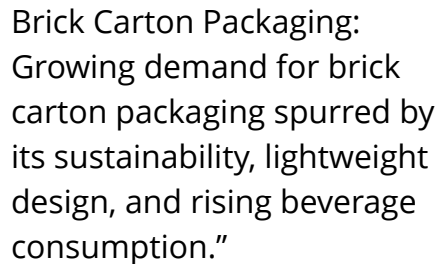 Brick Carton Packaging:
Growing demand for brick
carton packaging spurred by
its sustainability, lightweight
design, and rising beverage
consumption.”